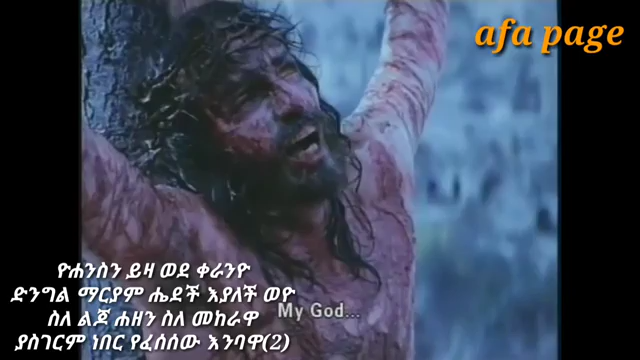 afa page
ዮሐንስን ይዛ ወደ ቀራንዮ
ድንግል ማርያም ሔደች እያለች ወዮ
ስለ ልጇ ሐዘን ስለ መከራዋ
My God...
ያስገርም ነበር የፈሰሰው እንባዋ(2)